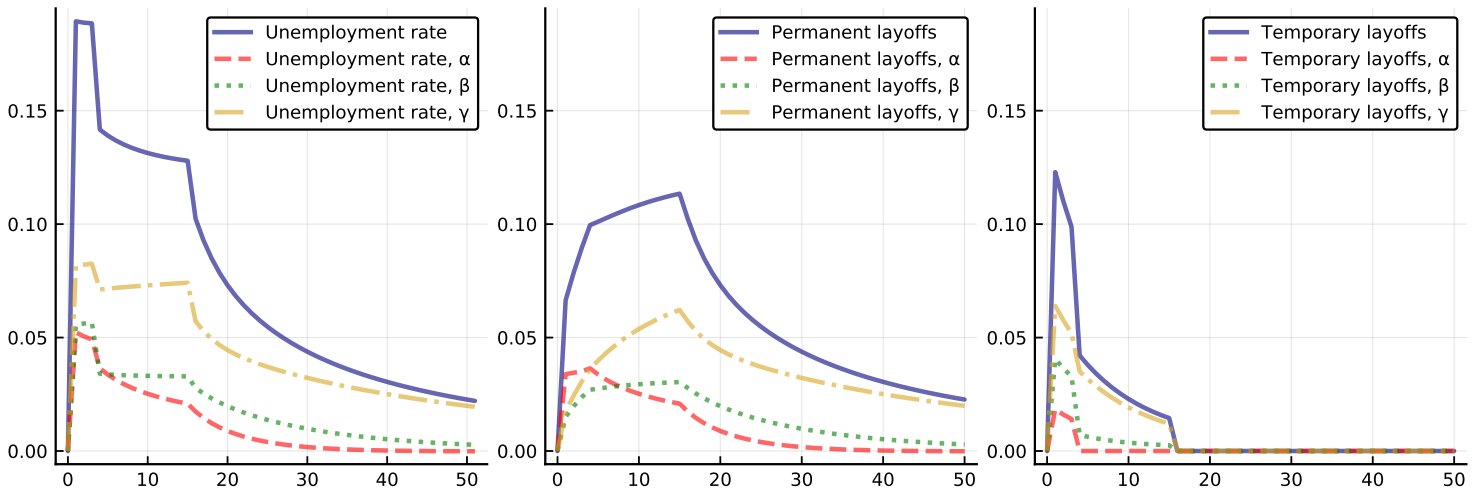 Unemployment rate
Unemployment rate, α
Unemployment rate, β
Unemployment rate, γ
0.15
0.10
0.05
0.00
0 10 20 30 40 50
Permanent layoffs
Permanent layoffs, α
Permanent layoffs, β
Permanent layoffs, γ
0.15
0.10
0.05
0.00
0 10 20 30 40 50
Temporary layoffs
Temporary layoffs, α
Temporary layoffs, β
Temporary layoffs, γ
0.15
0.10
0.05
0.00
0 10 20 30 40 50